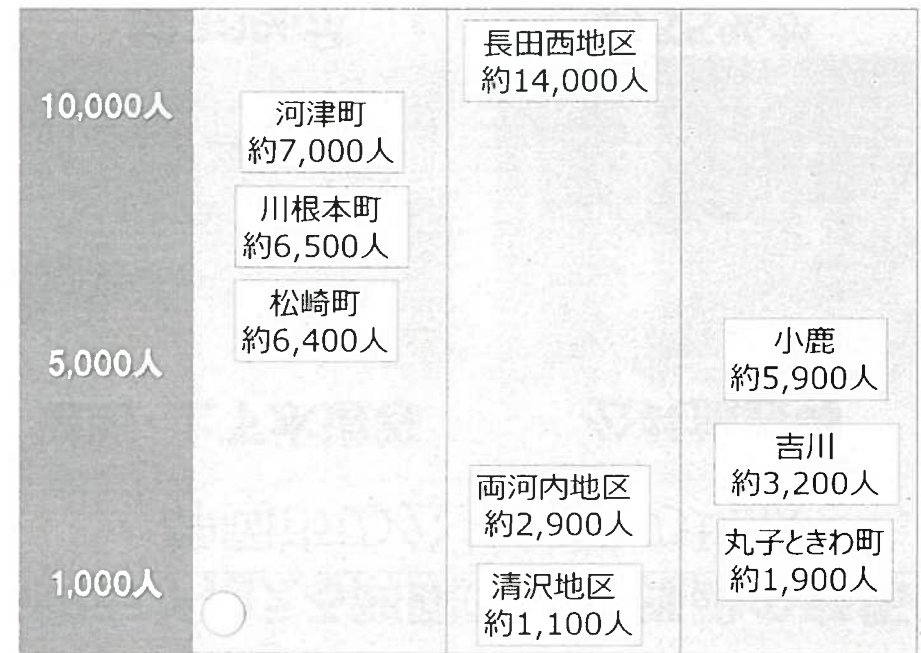 10,000人
5,000人
1,000人
河津町
約7,000人
川根本町
約6,500人
松崎町
約6,400人
長田西地区
約14,000人
両河内地区
約2,900人
清沢地区
約1,100人
小鹿
約5,900人
吉川
約3,200人
丸子ときわ町
約1,900人